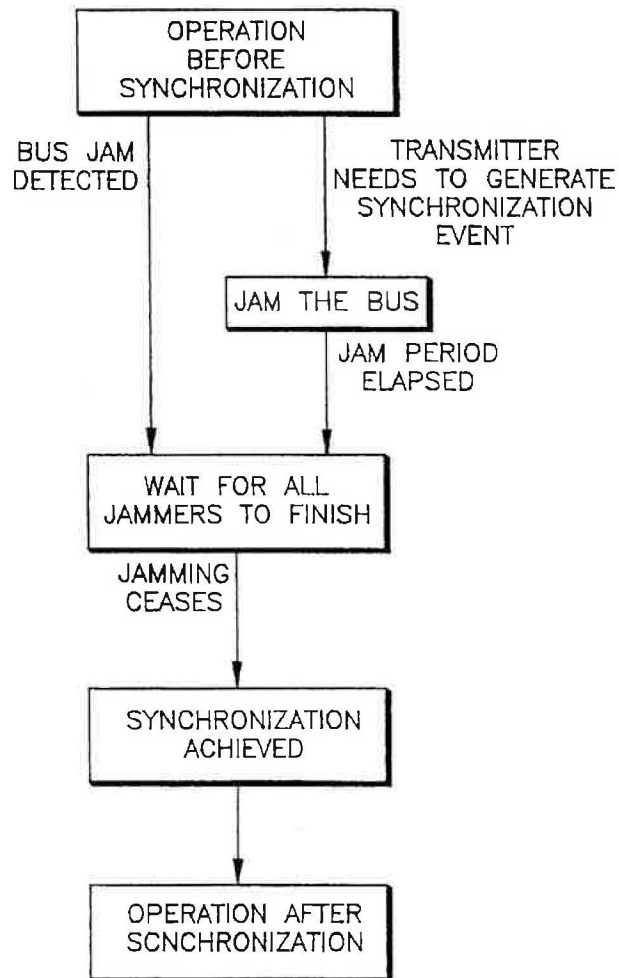 OPERATION
BEFORE
SYNCHRONIZATION
BUS JAM
DETECTED
TRANSMITTER
NEEDS TO GENERATE
SYNCHRONIZATION
EVENT
JAM THE BUS
JAM PERIOD
ELAPSED
WAIT FOR ALL
JAMMERS TO FINISH
JAMMING
CEASES
SYNCHRONIZATION
ACHIEVED
OPERATION AFTER
SCNCHRONIZATION